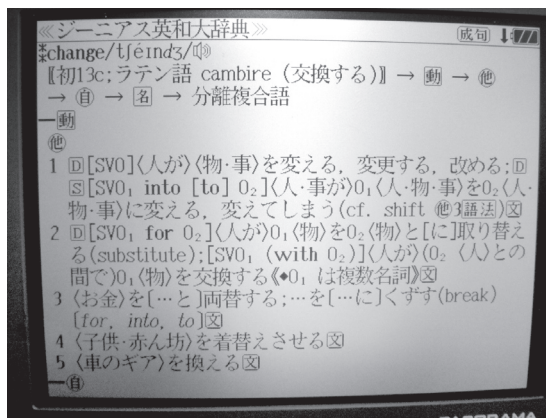 ≪ジーニアス英和大辞典≫ 成句
⁑change/tʃéɪndʒ/
〖初13c;ラテン語 cambire (交換する)〗 → 動 → 他
→ 自 → 名 → 分離複合語
━動
他
1 D[SVO]〈人が〉〈物·事〉を変える, 変更する, 改める;D
S[SVO₁ into [to] O₂]〈人·事が〉O₁〈人·物·事〉をO₂〈人·
物·事〉に変える, 変えてしまう(cf. shift 他3語法)文
2 D[SVO₁ for O₂]〈人が〉O₁〈物〉をO₂〈物〉と[に]取り替え
る(substitute);[SVO₁ (with O₂)]〈人が〉(O₂〈人〉との
間で)O₁〈物〉を交換する《◆O₁ は複数名詞》文
3 〈お金〉を[…と]両替する;…を[…に]くずす(break)
[for, into, to]文
4 〈子供·赤ん坊〉を着替えさせる文
5 〈車のギア〉を換える文
━自